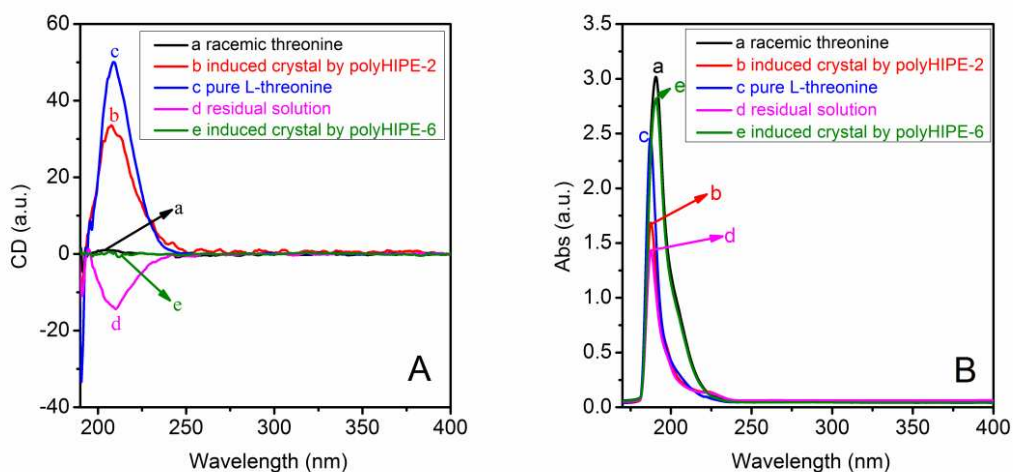 60
40
20
0
-20
-40
CD (a.u.)
200 250 300 350 400
Wavelength (nm)
a racemic threonine
b induced crystal by polyHIPE-2
c pure L-threonine
d residual solution
e induced crystal by polyHIPE-6
c
b
a
e
d
A
3.5
3.0
2.5
2.0
1.5
1.0
0.5
0.0
Abs (a.u.)
200 250 300 350 400
Wavelength (nm)
a racemic threonine
b induced crystal by polyHIPE-2
c pure L-threonine
d residual solution
e induced crystal by polyHIPE-6
a
e
c
b
d
B